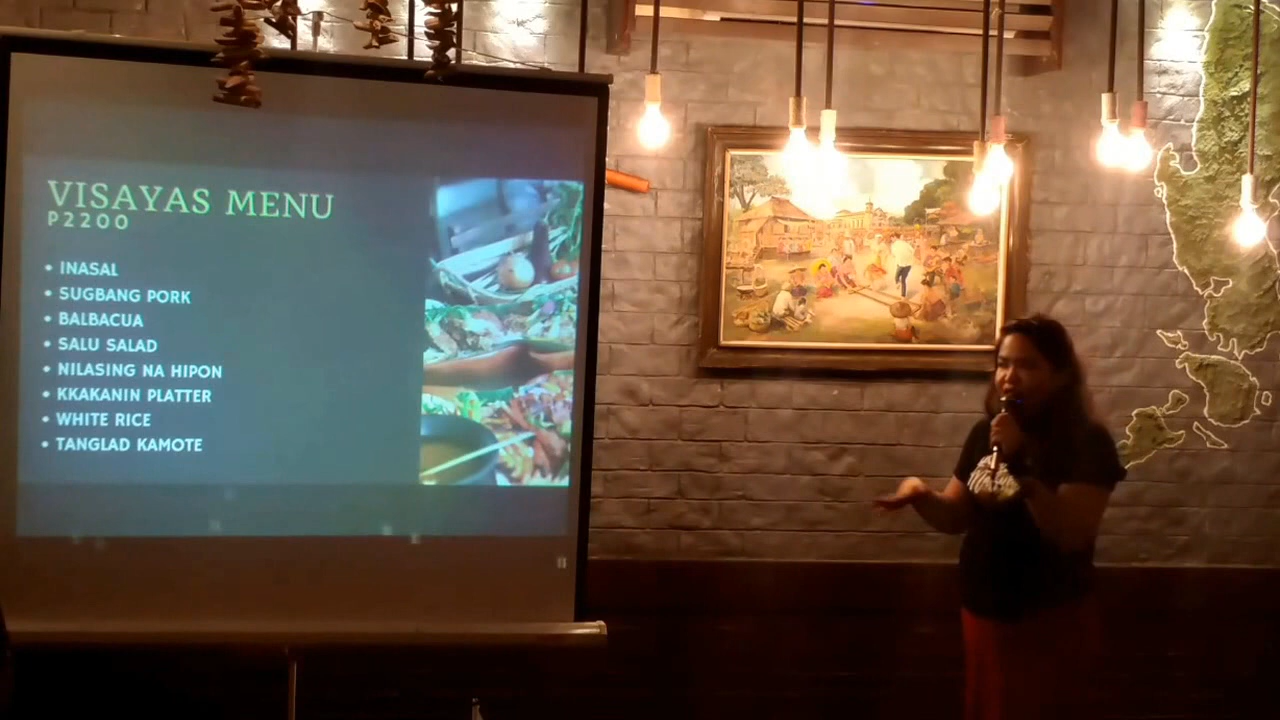 VISAYAS MENU
P2200
• INASAL
• SUGBANG PORK
• BALBACUA
• SALU SALAD
• NILASING NA HIPON
• KKAKANIN PLATTER
• WHITE RICE
• TANGLAD KAMOTE